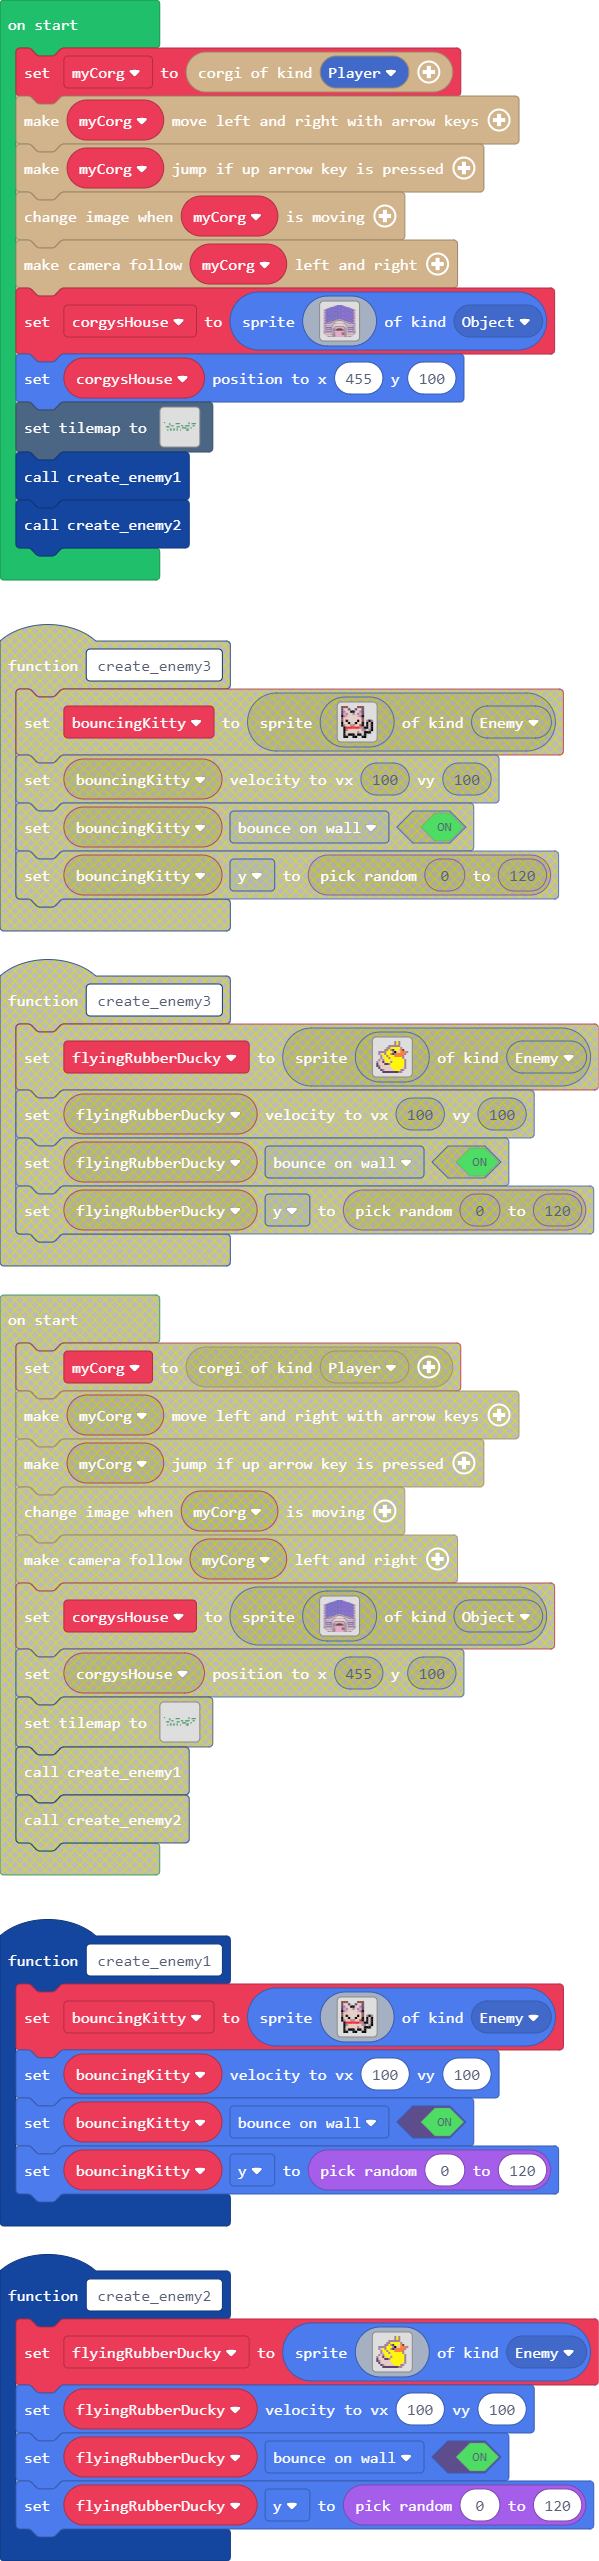 on start
set myCorg to corgi of kind Player
make myCorg move left and right with arrow keys
make myCorg jump if up arrow key is pressed
change image when myCorg is moving
make camera follow myCorg left and right
set corgysHouse to sprite of kind Object
set corgysHouse position to x 455 y 100
set tilemap to
call create_enemy1
call create_enemy2
function create_enemy3
set bouncingKitty to sprite of kind Enemy
set bouncingKitty velocity to vx 100 vy 100
set bouncingKitty bounce on wall ON
set bouncingKitty y to pick random 0 to 120
function create_enemy3
set flyingRubberDucky to sprite of kind Enemy
set flyingRubberDucky velocity to vx 100 vy 100
set flyingRubberDucky bounce on wall ON
set flyingRubberDucky y to pick random 0 to 120
on start
set myCorg to corgi of kind Player
make myCorg move left and right with arrow keys
make myCorg jump if up arrow key is pressed
change image when myCorg is moving
make camera follow myCorg left and right
set corgysHouse to sprite of kind Object
set corgysHouse position to x 455 y 100
set tilemap to
call create_enemy1
call create_enemy2
function create_enemy1
set bouncingKitty to sprite of kind Enemy
set bouncingKitty velocity to vx 100 vy 100
set bouncingKitty bounce on wall ON
set bouncingKitty y to pick random 0 to 120
function create_enemy2
set flyingRubberDucky to sprite of kind Enemy
set flyingRubberDucky velocity to vx 100 vy 100
set flyingRubberDucky bounce on wall ON
set flyingRubberDucky y to pick random 0 to 120